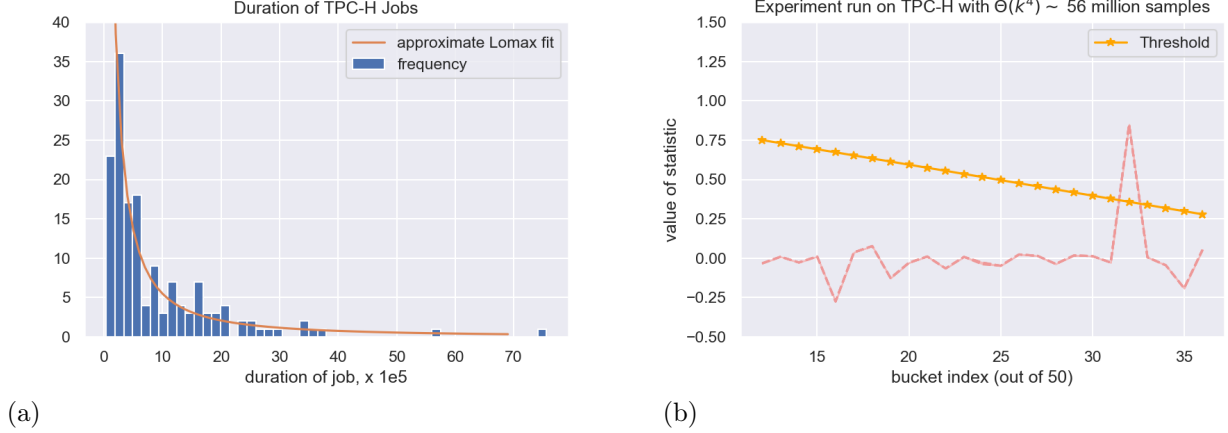 Duration of TPC-H Jobs
40
35
30
25
20
15
10
5
0
approximate Lomax fit
frequency
0 10 20 30 40 50 60 70
duration of job, x 1e5
(a)
Experiment run on TPC-H with Θ(k⁴) ~ 56 million samples
value of statistic
1.50
1.25
1.00
0.75
0.50
0.25
0.00
−0.25
−0.50
Threshold
15 20 25 30 35
bucket index (out of 50)
(b)